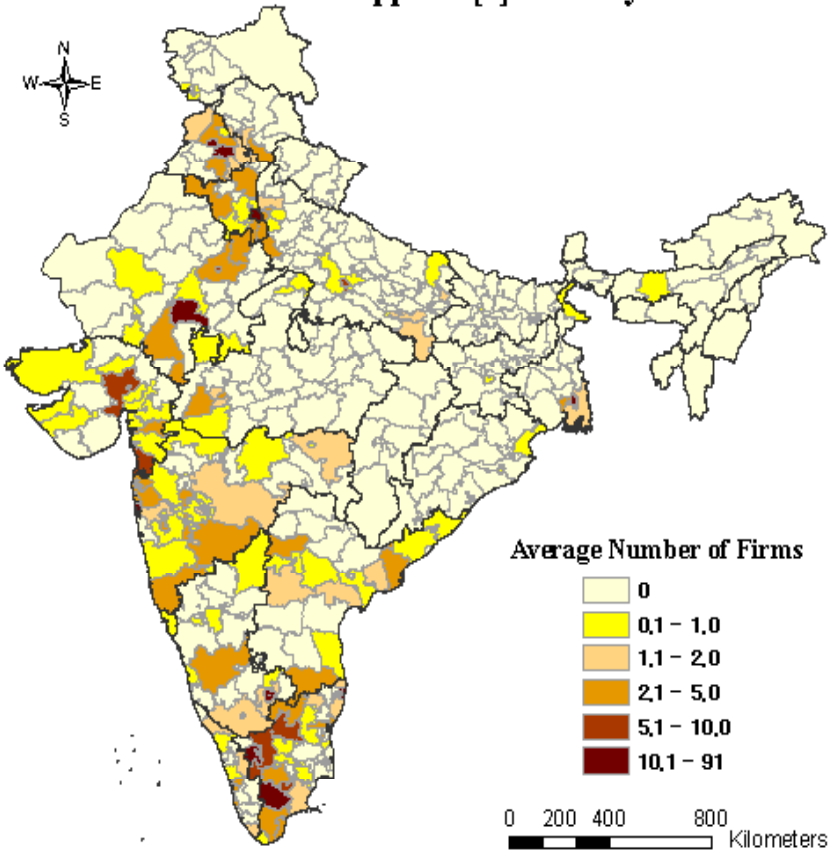 N
W E
S
Average Number of Firms
0
0.1 - 1.0
1.1 - 2.0
2.1 - 5.0
5.1 - 10.0
10.1 - 91
0 200 400 800
Kilometers